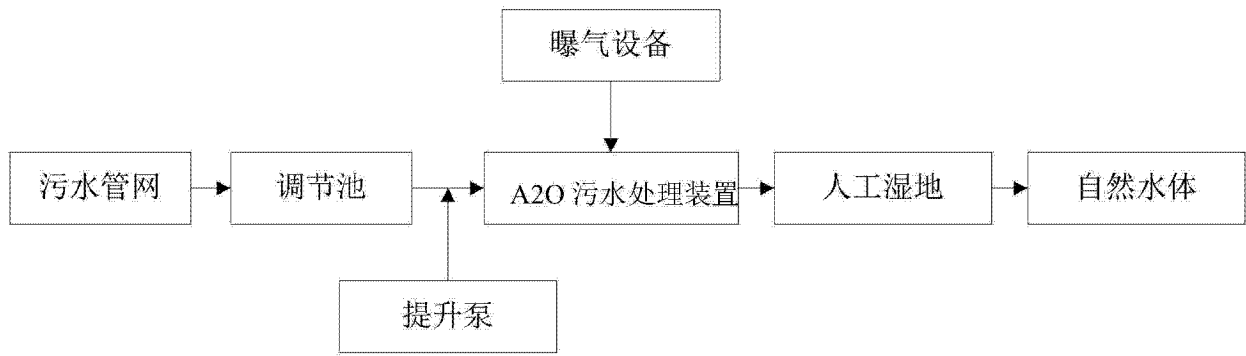 曝气设备
污水管网
调节池
A2O 污水处理装置
人工湿地
自然水体
提升泵